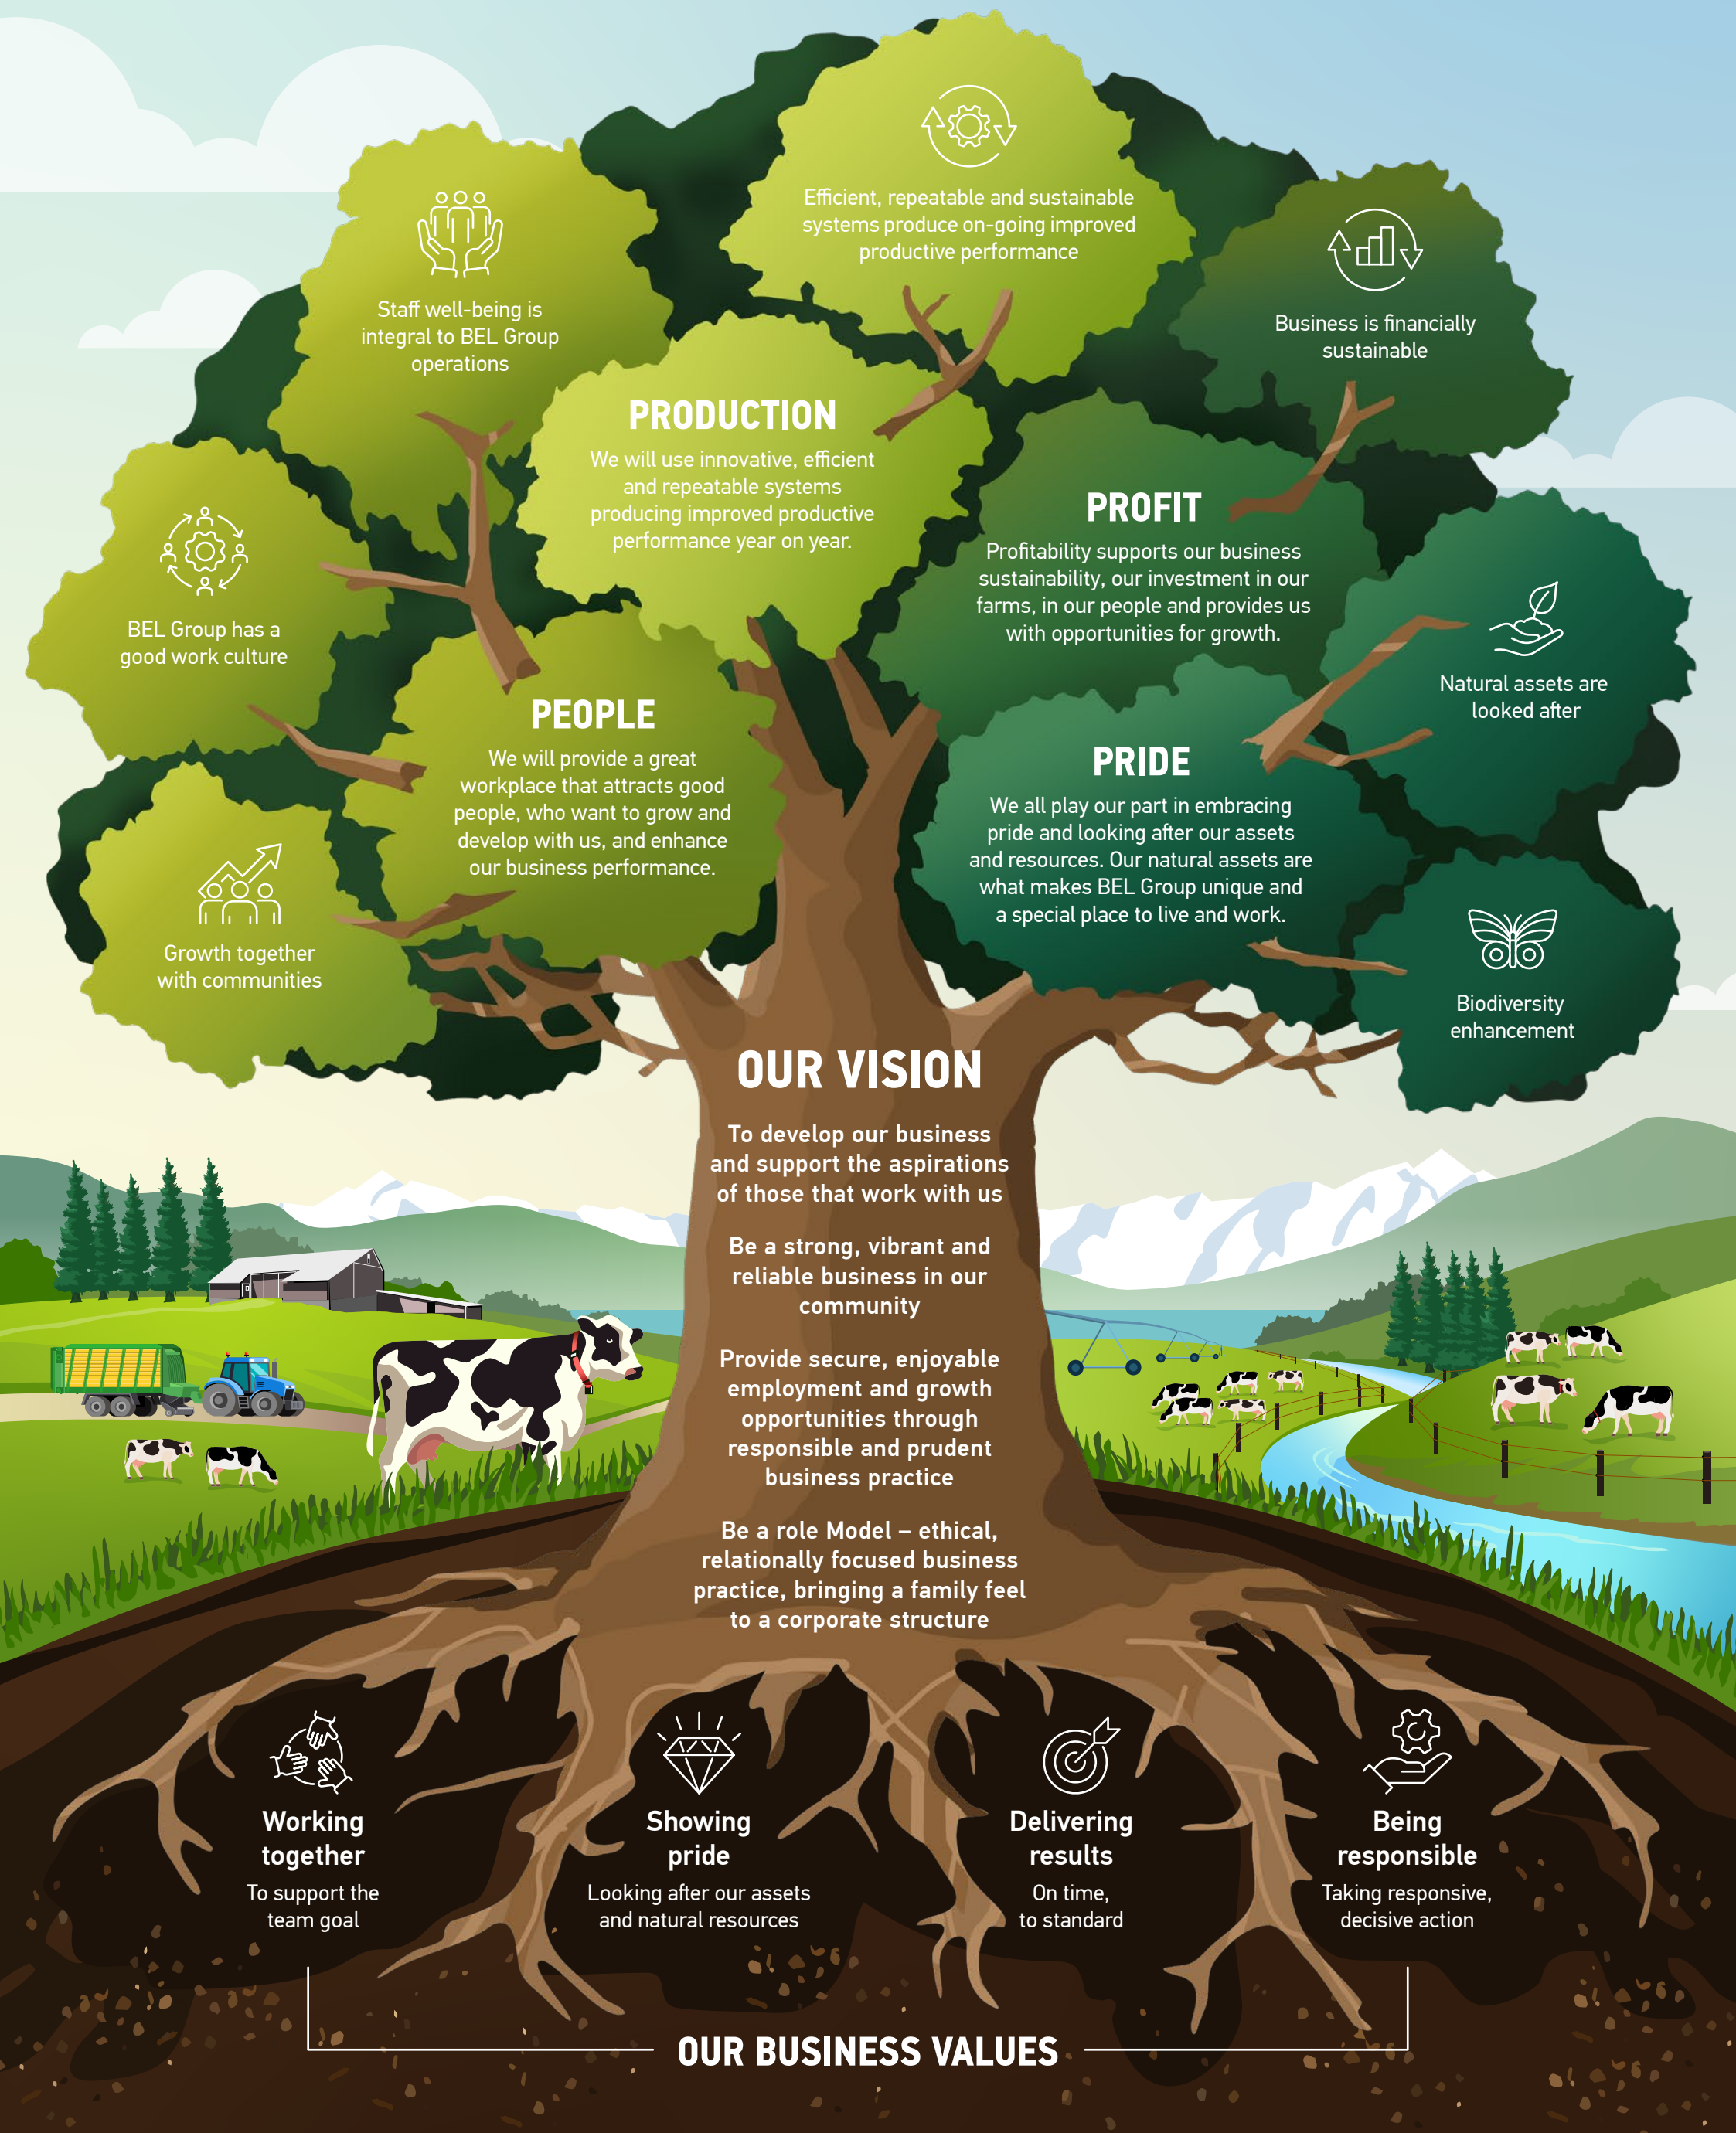 Efficient, repeatable and sustainable
systems produce on-going improved
productive performance
Staff well-being is
integral to BEL Group
operations
Business is financially
sustainable
PRODUCTION
We will use innovative, efficient
and repeatable systems
producing improved productive
performance year on year.
PROFIT
Profitability supports our business
sustainability, our investment in our
farms, in our people and provides us
with opportunities for growth.
BEL Group has a
good work culture
Natural assets are
looked after
PEOPLE
We will provide a great
workplace that attracts good
people, who want to grow and
develop with us, and enhance
our business performance.
PRIDE
We all play our part in embracing
pride and looking after our assets
and resources. Our natural assets are
what makes BEL Group unique and
a special place to live and work.
Growth together
with communities
Biodiversity
enhancement
OUR VISION
To develop our business
and support the aspirations
of those that work with us
Be a strong, vibrant and
reliable business in our
community
Provide secure, enjoyable
employment and growth
opportunities through
responsible and prudent
business practice
Be a role Model – ethical,
relationally focused business
practice, bringing a family feel
to a corporate structure
Working
together
To support the
team goal
Showing
pride
Looking after our assets
and natural resources
Delivering
results
On time,
to standard
Being
responsible
Taking responsive,
decisive action
OUR BUSINESS VALUES